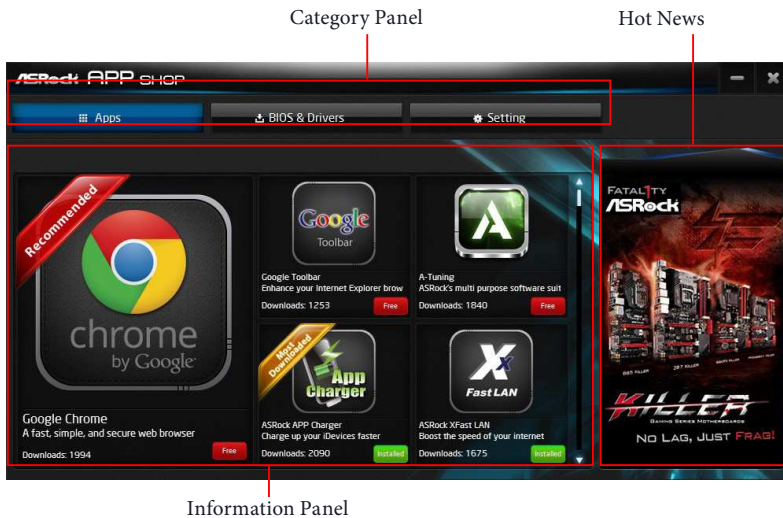 Category Panel
Hot News
ASRock APP SHOP
Apps
BIOS & Drivers
Setting
Recommended
chrome
by Google
Google Chrome
A fast, simple, and secure web browser
Downloads: 1994
Free
Google
Toolbar
Google Toolbar
Enhance your Internet Explorer brow
Downloads: 1253
Free
A
A-Tuning
ASRock's multi purpose software suit
Downloads: 1840
Free
Most
Downloaded
App
Charger
ASRock APP Charger
Charge up your iDevices faster
Downloads: 2090
Installed
X
Fast LAN
ASRock XFast LAN
Boost the speed of your internet
Downloads: 1675
Installed
FATAL1TY
ASRock
KILLER
GAMING SERIES MOTHERBOARDS
NO LAG, JUST FRAG!
Information Panel